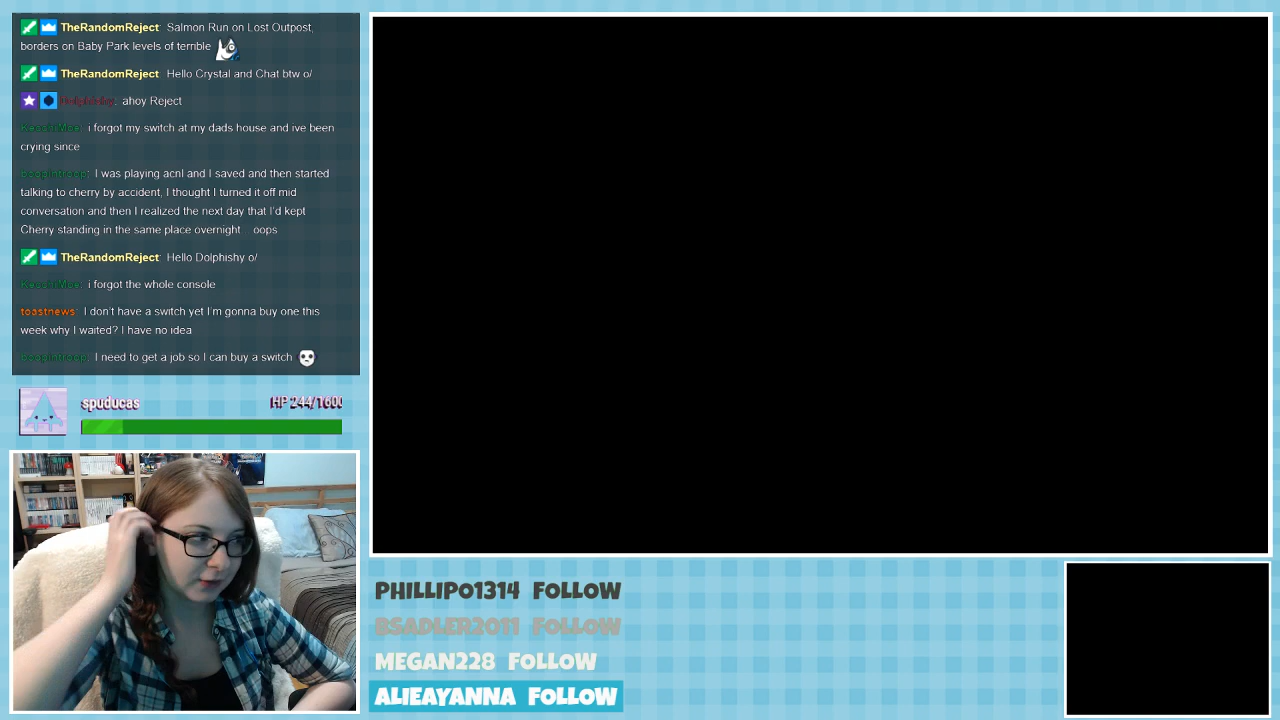 TheRandomReject: Salmon Run on Lost Outpost,
borders on Baby Park levels of terrible
TheRandomReject: Hello Crystal and Chat btw o/
Dolphishy: ahoy Reject
i forgot my switch at my dads house and ive been
crying since
I was playing acnl and I saved and then started
talking to cherry by accident, I thought I turned it off mid
conversation and then I realized the next day that I'd kept
Cherry standing in the same place overnight oops
TheRandomReject: Hello Dolphishy o/
i forgot the whole console
toastnews: I don't have a switch yet I'm gonna buy one this
week why I waited? I have no idea
I need to get a job so I can buy a switch
spuducas HP 244/1600
PHILLIPO1314 FOLLOW
BSADLER2011 FOLLOW
MEGAN228 FOLLOW
ALIEAYANNA FOLLOW